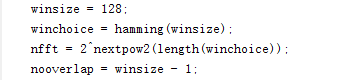 winsize = 128;
winchoice = hamming(winsize);
nfft = 2^nextpow2(length(winchoice));
nooverlap = winsize - 1;